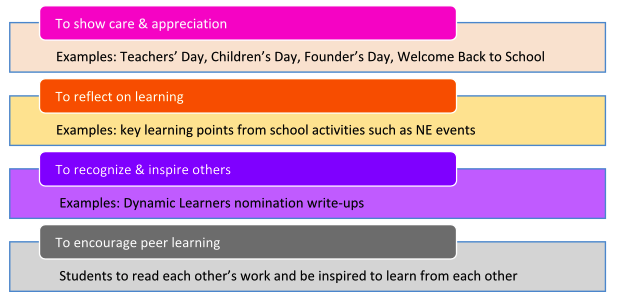 To show care & appreciation
Examples: Teachers’ Day, Children’s Day, Founder’s Day, Welcome Back to School
To reflect on learning
Examples: key learning points from school activities such as NE events
To recognize & inspire others
Examples: Dynamic Learners nomination write-ups
To encourage peer learning
Students to read each other’s work and be inspired to learn from each other